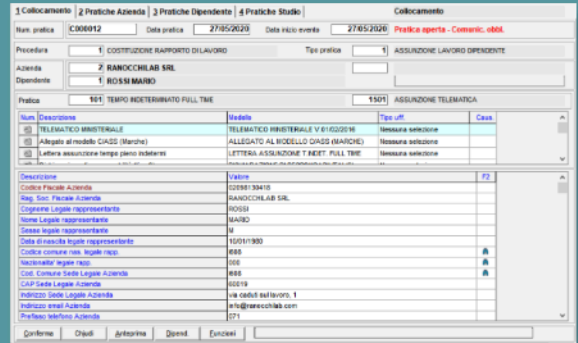 1 Collocamento 2 Pratiche Azienda 3 Pratiche Dipendente 4 Pratiche Studio Collocamento
Num. pratica C000012 Data pratica 27/05/2020 Data inizio evento 27/05/2020 Pratica aperta - Comunic. obbl.
Procedura 1 COSTITUZIONE RAPPORTO DI LAVORO Tipo pratica 1 ASSUNZIONE LAVORO DIPENDENTE
Azienda 2 RANOCCHILAB SRL
Dipendente 1 ROSSI MARIO
Pratica 101 TEMPO INDETERMINATO FULL TIME 1501 ASSUNZIONE TELEMATICA
Num. Descrizione Modello Tipo uff. Caus.
TELEMATICO MINISTERIALE TELEMATICO MINISTERIALE V.01/02/2016 Nessuna selezione
Allegato al modello C/ASS (Marche) ALLEGATO AL MODELLO C/ASS (MARCHE) Nessuna selezione
Lettera assunzione tempo pieno indetermi LETTERA ASSUNZIONE T.INDET. FULL TIME Nessuna selezione
Descrizione Valore F2
Codice Fiscale Azienda 02098130418
Rag. Soc. Fiscale Azienda RANOCCHILAB SRL
Cognome Legale rappresentante ROSSI
Nome Legale rappresentante MARIO
Sesso legale rappresentante M
Data di nascita legale rappresentante 10/01/1980
Codice comune nas. legale rapp. I608
Nazionalita' legale rapp. 000
Cod. Comune Sede Legale Azienda I608
CAP Sede Legale Azienda 60019
Indirizzo Sede Legale Azienda via caduti sul lavoro, 1
Indirizzo email Azienda info@ranocchilab.com
Prefisso telefono Azienda 071
Conferma Chiudi Anteprima Dipend. Funzioni